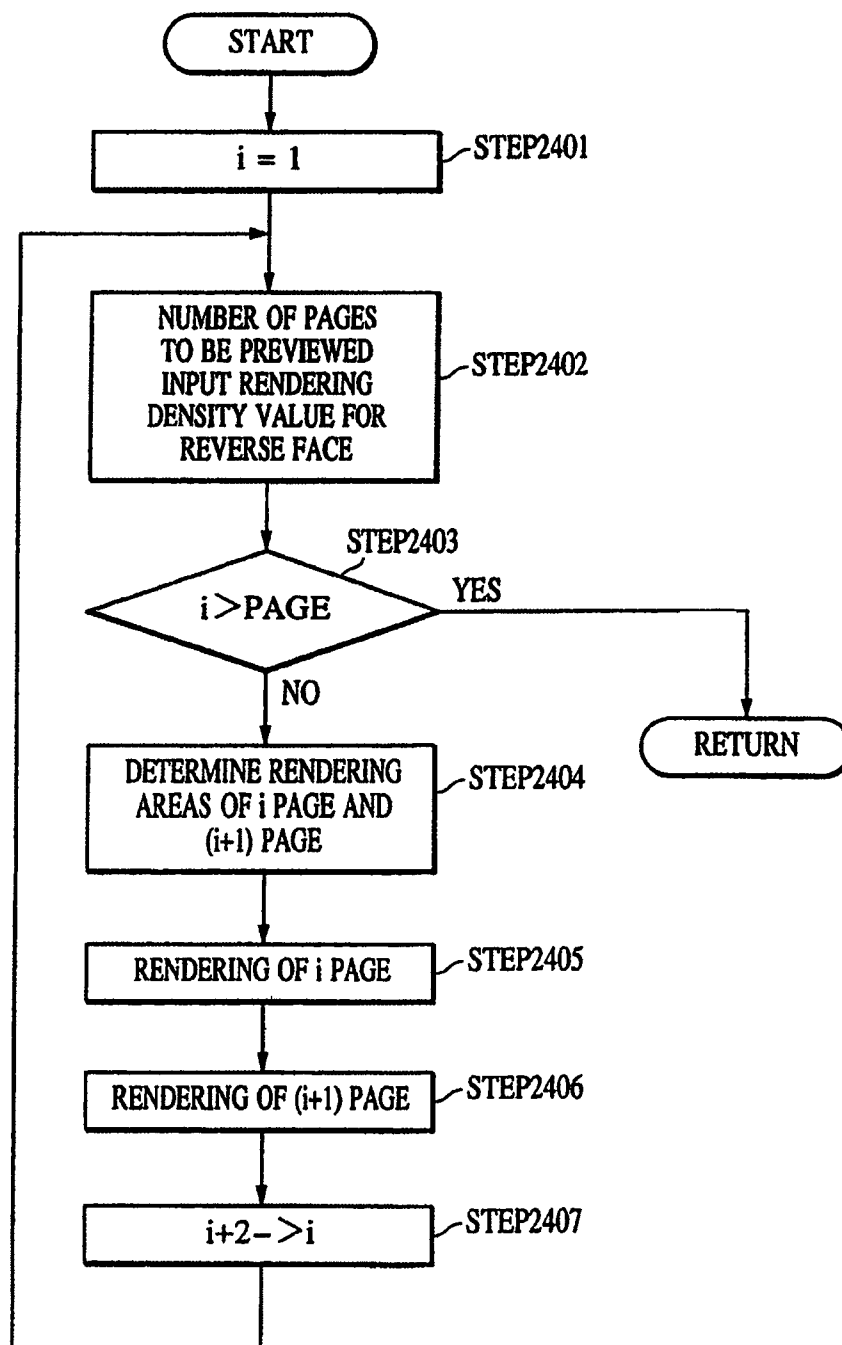 START
i = 1
STEP2401
NUMBER OF PAGES
TO BE PREVIEWED
INPUT RENDERING
DENSITY VALUE FOR
REVERSE FACE
STEP2402
STEP2403
i>PAGE
YES
NO
RETURN
DETERMINE RENDERING
AREAS OF i PAGE AND
(i+1) PAGE
STEP2404
RENDERING OF i PAGE
STEP2405
RENDERING OF (i+1) PAGE
STEP2406
i+2->i
STEP2407